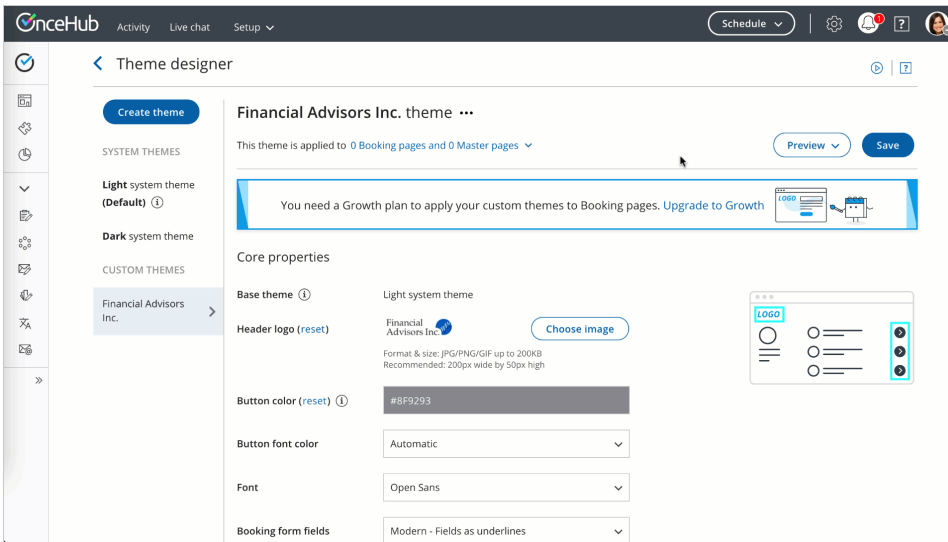 OnceHub Activity Live chat Setup Schedule 1 ?
Theme designer ?
Create theme
Financial Advisors Inc. theme •••
SYSTEM THEMES
This theme is applied to 0 Booking pages and 0 Master pages
Preview
Save
Light system theme
(Default) i
You need a Growth plan to apply your custom themes to Booking pages. Upgrade to Growth
LOGO
Dark system theme
CUSTOM THEMES
Financial Advisors
Inc.
Core properties
Base theme i Light system theme
Header logo (reset)
Financial
Advisors Inc.
Choose image
Format & size: JPG/PNG/GIF up to 200KB
Recommended: 200px wide by 50px high
LOGO
Button color (reset) i #8F9293
Button font color Automatic
Font Open Sans
Booking form fields Modern - Fields as underlines